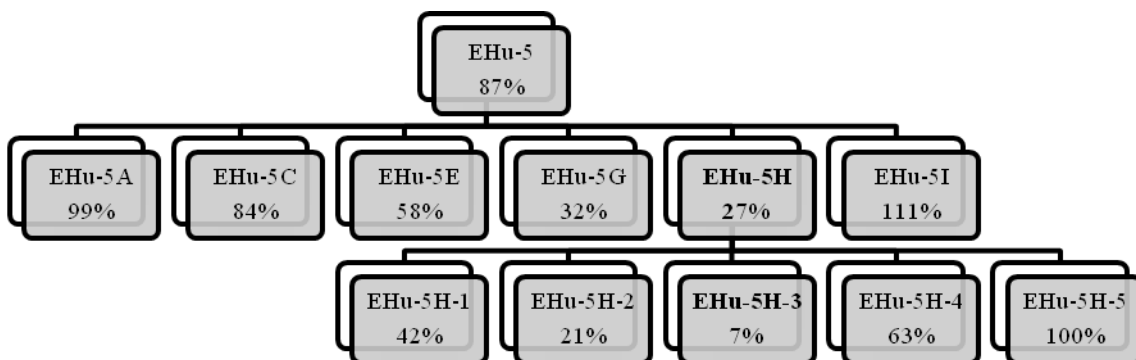 EHu-5
87%
EHu-5A
99%
EHu-5C
84%
EHu-5E
58%
EHu-5G
32%
EHu-5H
27%
EHu-5I
111%
EHu-5H-1
42%
EHu-5H-2
21%
EHu-5H-3
7%
EHu-5H-4
63%
EHu-5H-5
100%